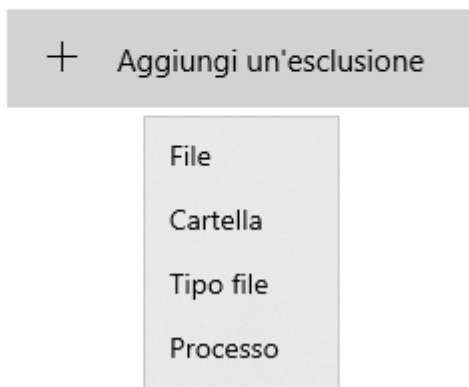 + Aggiungi un'esclusione
File
Cartella
Tipo file
Processo